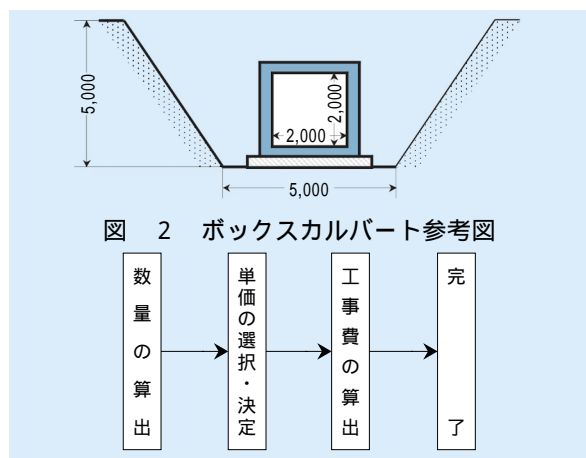 5,000
2,000
2,000
5,000
図 2 ボックスカルバート参考図
数量の算出
単価の選択・決定
工事費の算出
完了